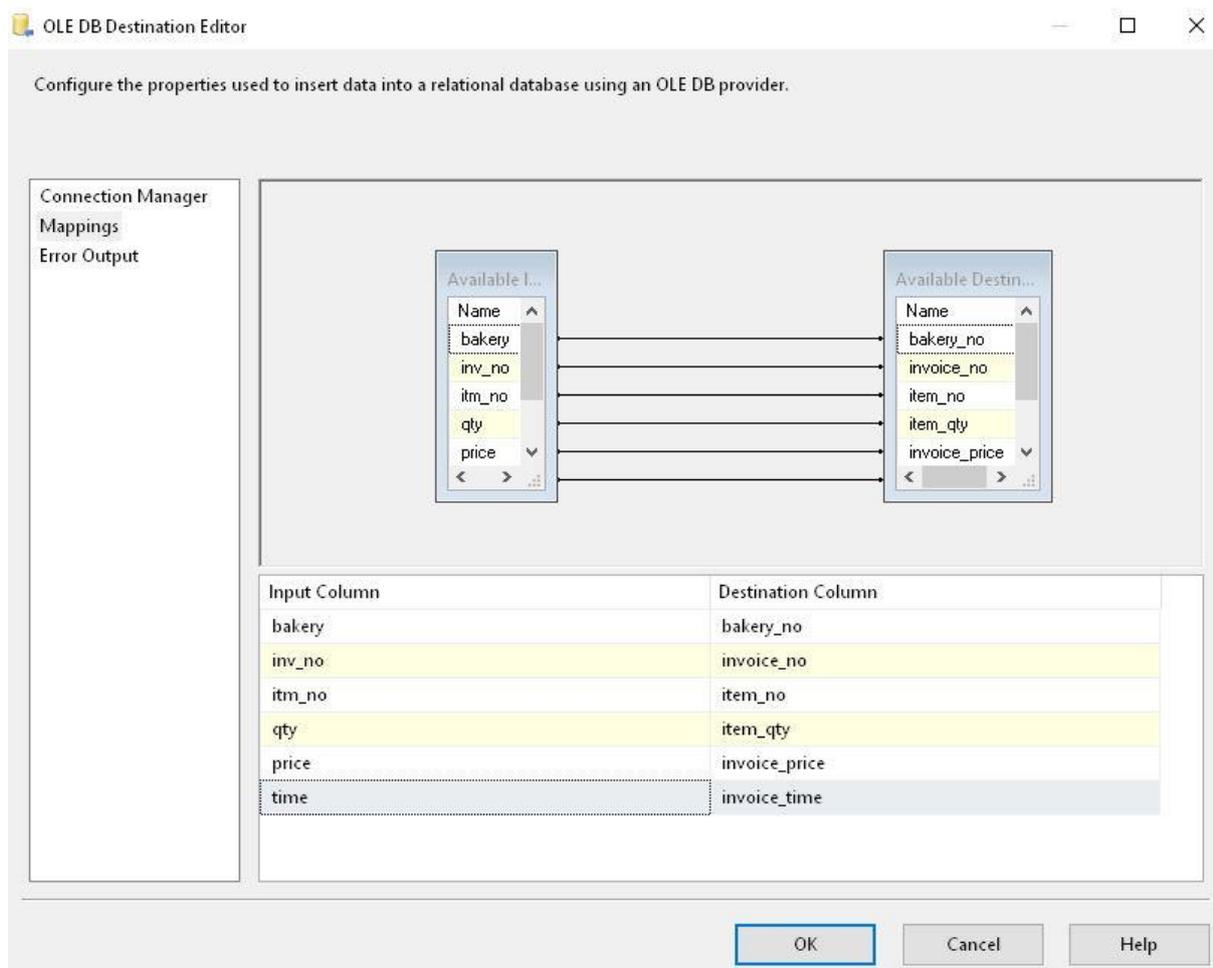 OLE DB Destination Editor
Configure the properties used to insert data into a relational database using an OLE DB provider.
Connection Manager
Mappings
Error Output
Available I...
Name
bakery
inv_no
itm_no
qty
price
Available Destin...
Name
bakery_no
invoice_no
item_no
item_qty
invoice_price
Input Column Destination Column
bakery bakery_no
inv_no invoice_no
itm_no item_no
qty item_qty
price invoice_price
time invoice_time
OK Cancel Help